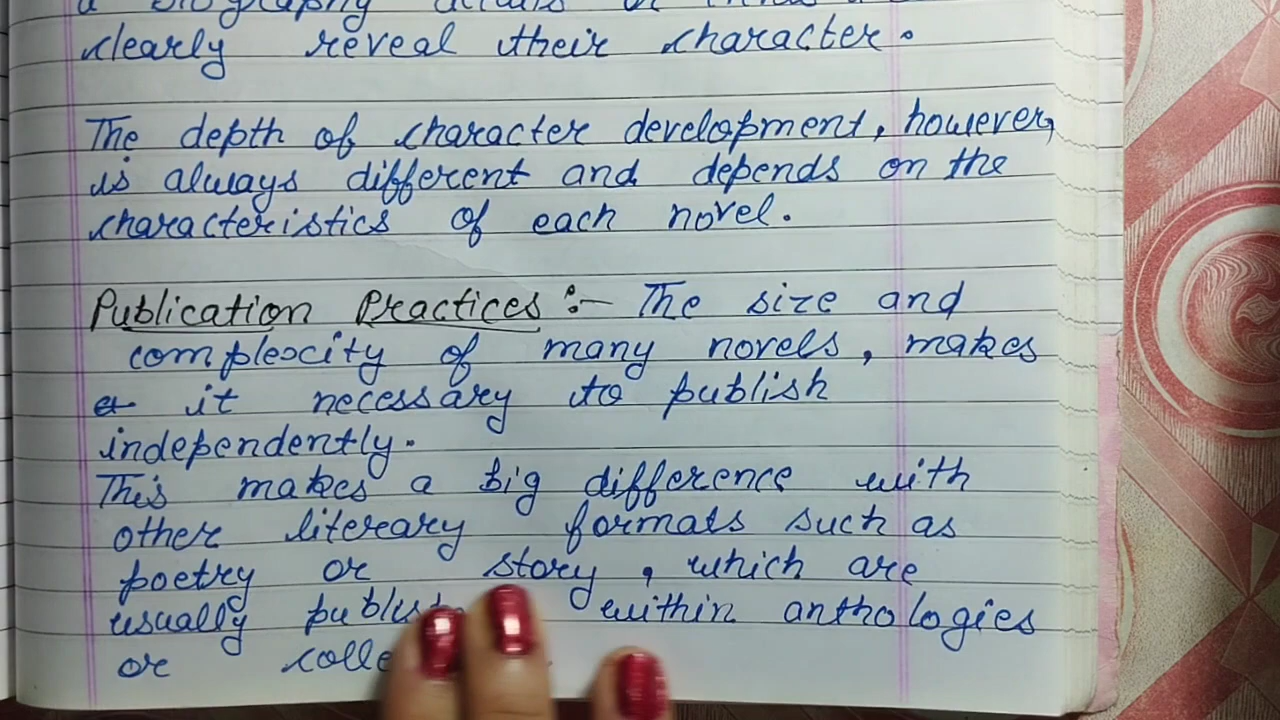 a biography
clearly reveal their character.
The depth of character development, however,
is always different and depends on the
characteristics of each novel.
Publication Practices :- The size and
complexity of many novels, makes
it necessary to publish
independently.
This makes a big difference with
other literary formats such as
poetry or story, which are
usually within anthologies
or